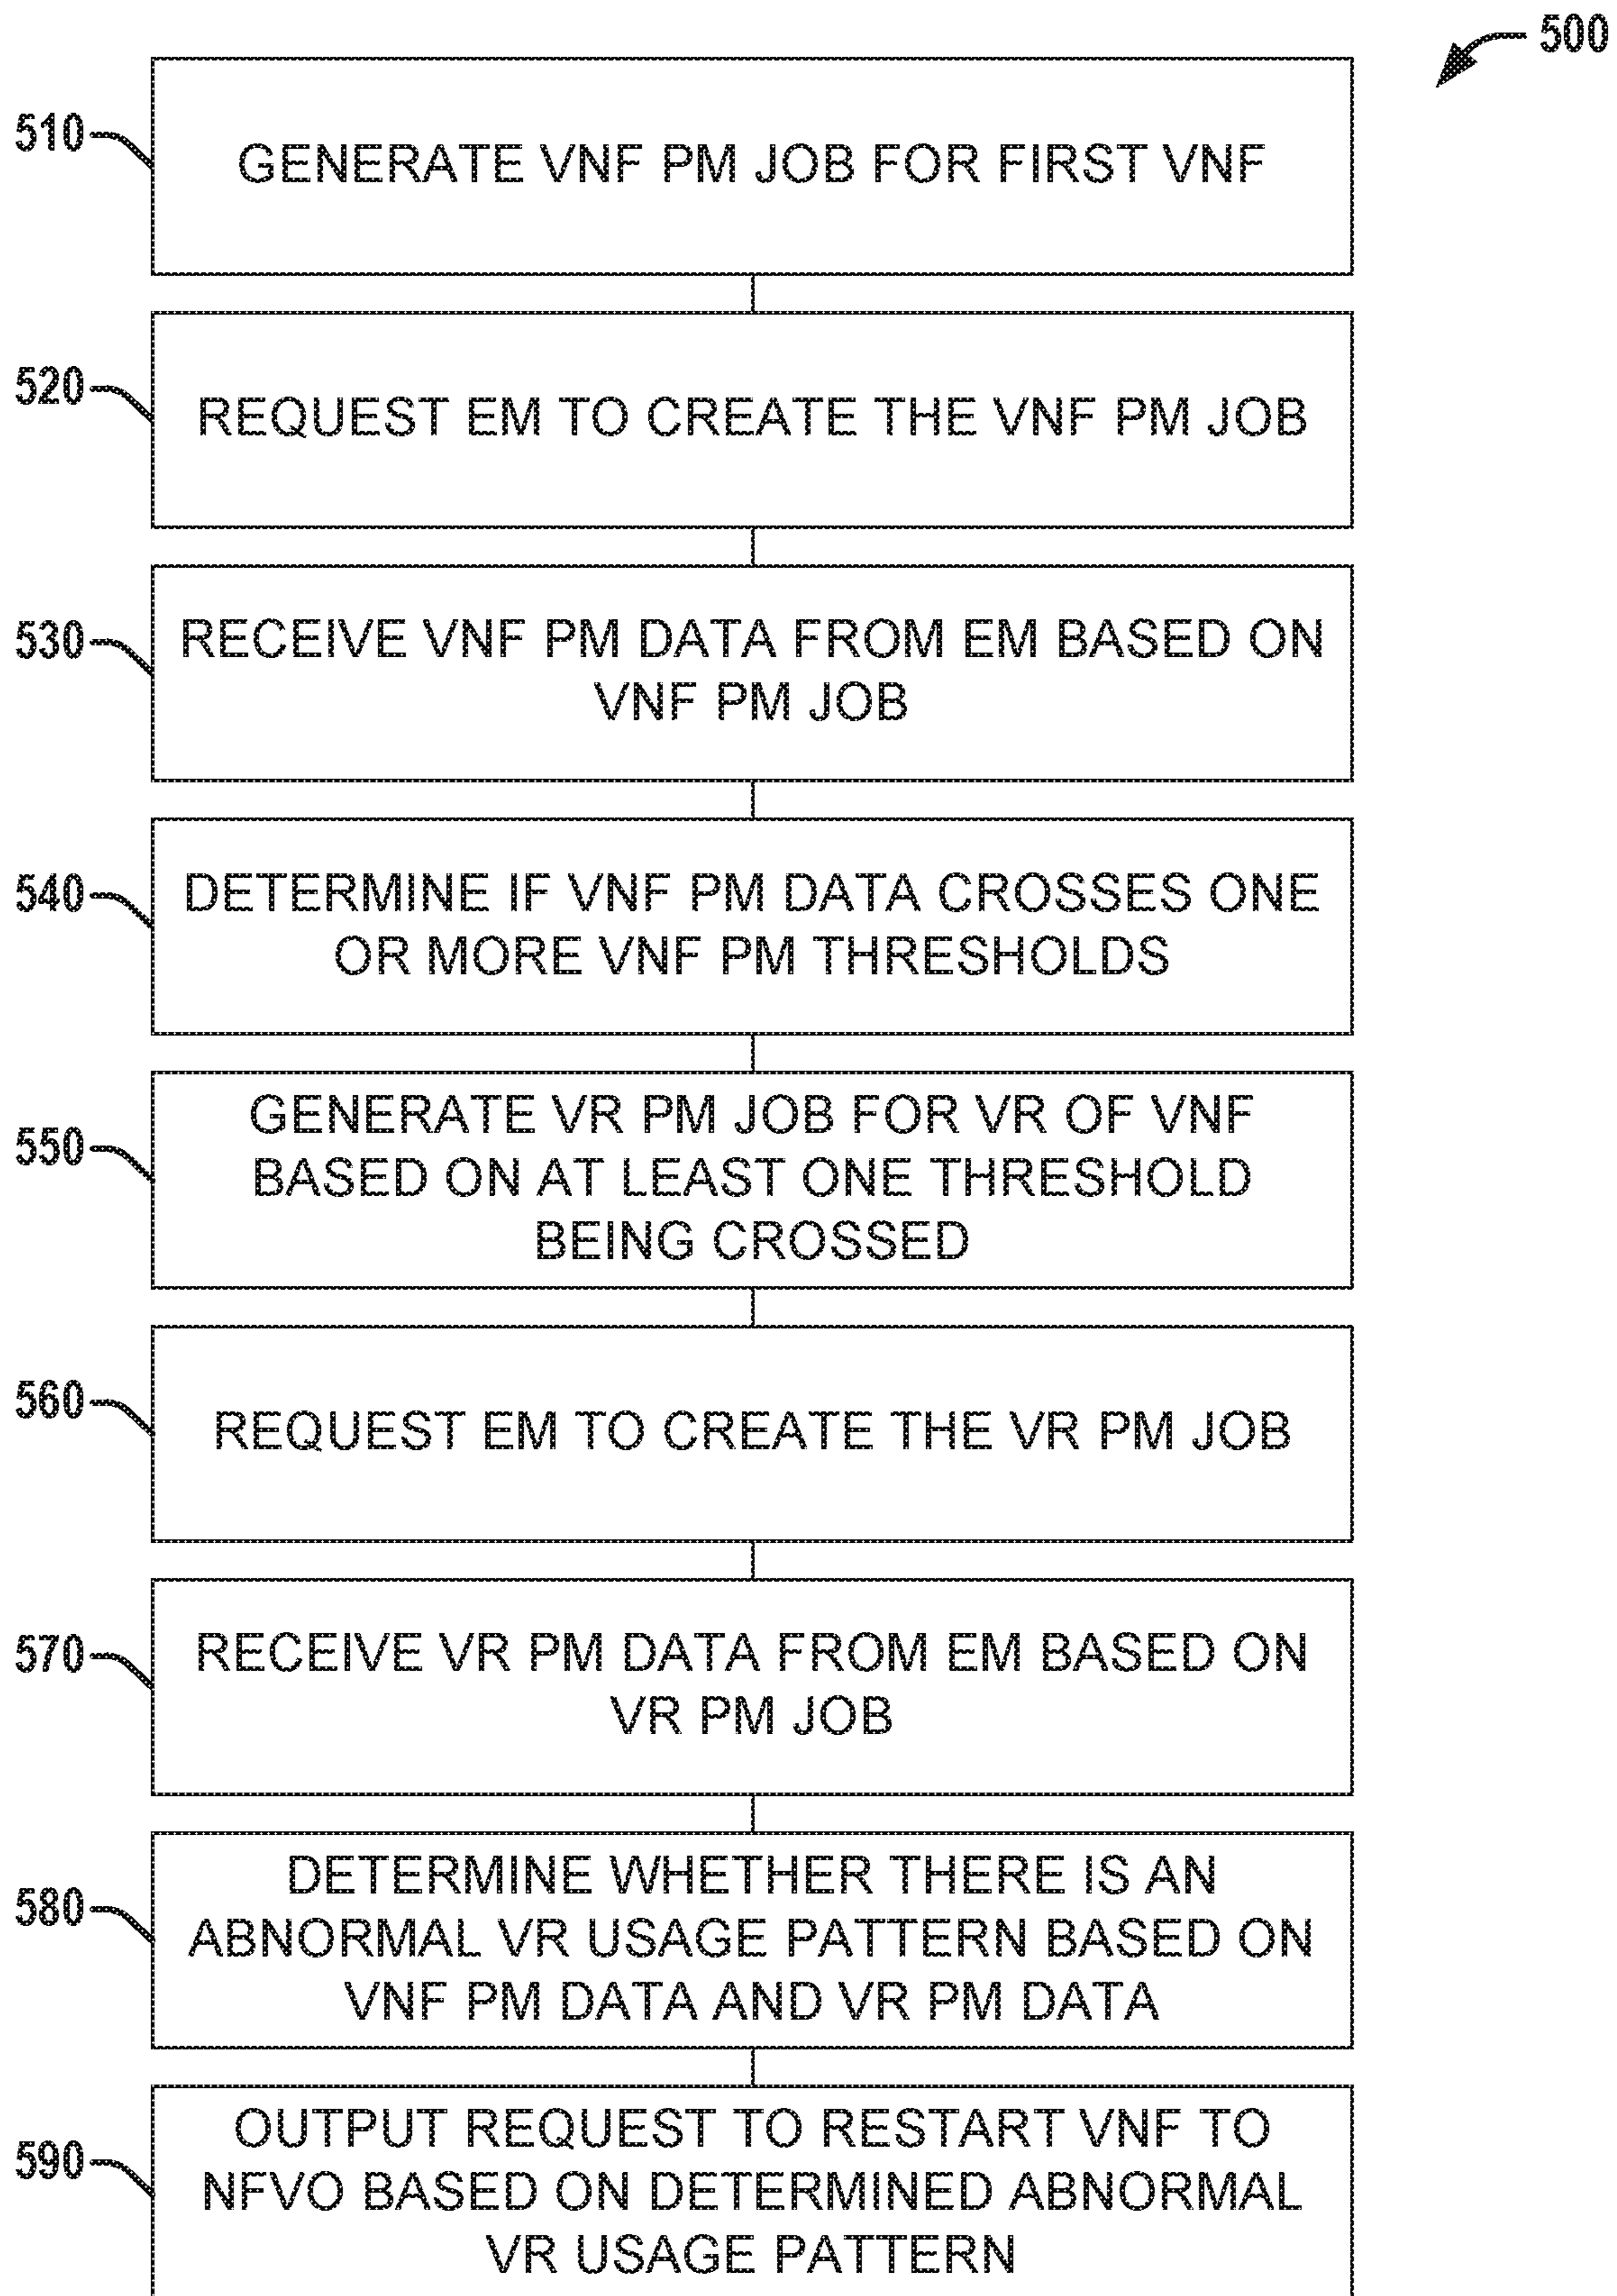 500
510
GENERATE VNF PM JOB FOR FIRST VNF
520
REQUEST EM TO CREATE THE VNF PM JOB
530
RECEIVE VNF PM DATA FROM EM BASED ON
VNF PM JOB
540
DETERMINE IF VNF PM DATA CROSSES ONE
OR MORE VNF PM THRESHOLDS
550
GENERATE VR PM JOB FOR VR OF VNF
BASED ON AT LEAST ONE THRESHOLD
BEING CROSSED
560
REQUEST EM TO CREATE THE VR PM JOB
570
RECEIVE VR PM DATA FROM EM BASED ON
VR PM JOB
580
DETERMINE WHETHER THERE IS AN
ABNORMAL VR USAGE PATTERN BASED ON
VNF PM DATA AND VR PM DATA
590
OUTPUT REQUEST TO RESTART VNF TO
NFVO BASED ON DETERMINED ABNORMAL
VR USAGE PATTERN